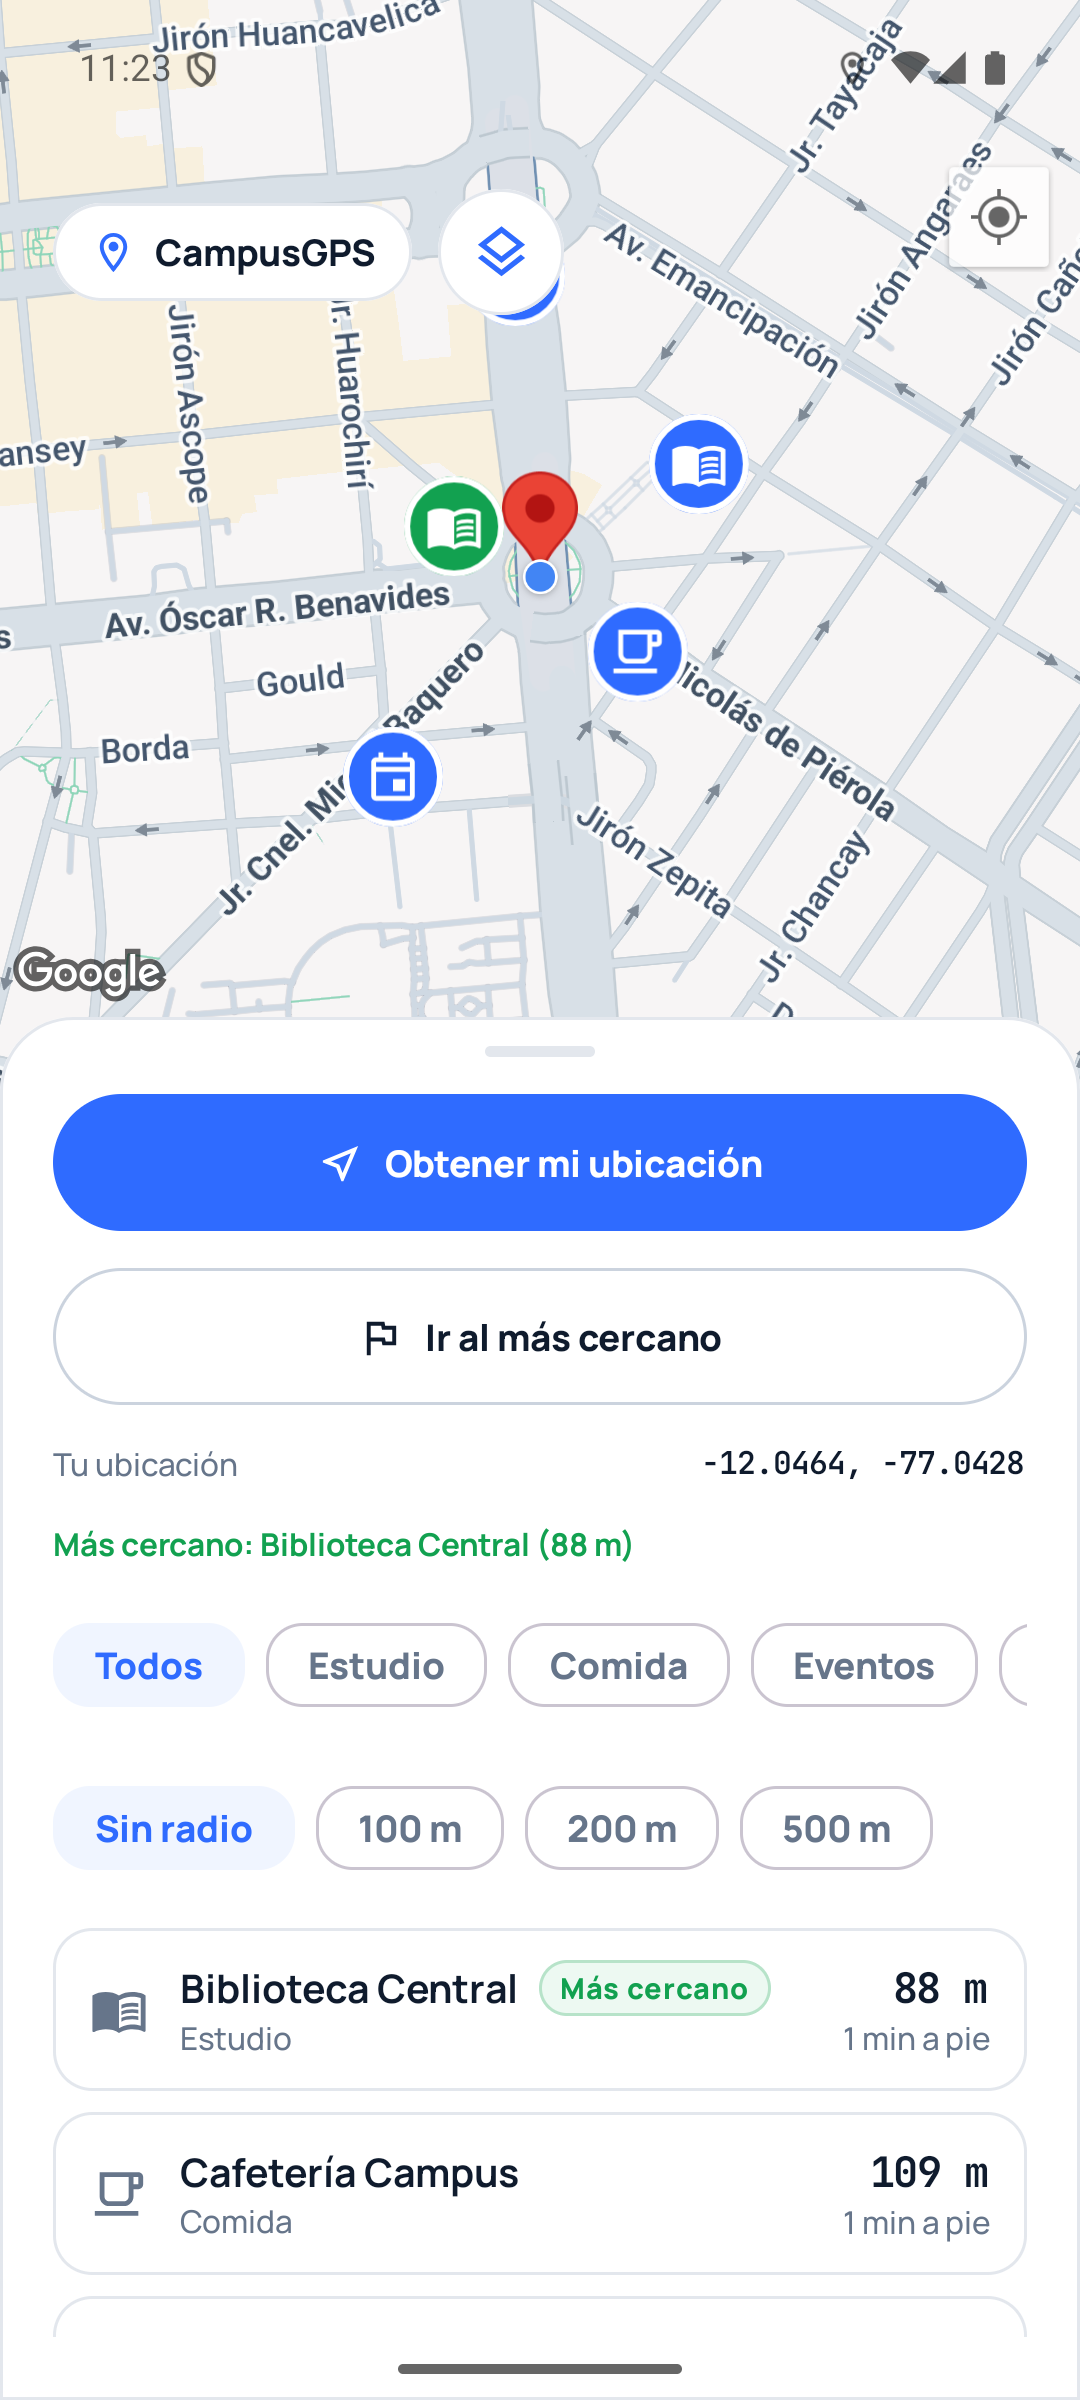 Jirón Huancavelica
11:23
Jr. Tayacaja
Jirón Angaraes
CampusGPS
Av. Emancipación
Jirón Ascope
Jr. Huarochirí
ansey
Av. Óscar R. Benavides
s
Gould
Baquero
Borda
icolás de Piérola
Jr. Cnel. Mi
Jirón Zepita
Jr. Chancay
Google
Obtener mi ubicación
Ir al más cercano
Tu ubicación
-12.0464, -77.0428
Más cercano: Biblioteca Central (88 m)
Todos
Estudio
Comida
Eventos
Sin radio
100 m
200 m
500 m
Biblioteca Central
Más cercano
88 m
Estudio
1 min a pie
Cafetería Campus
109 m
Comida
1 min a pie